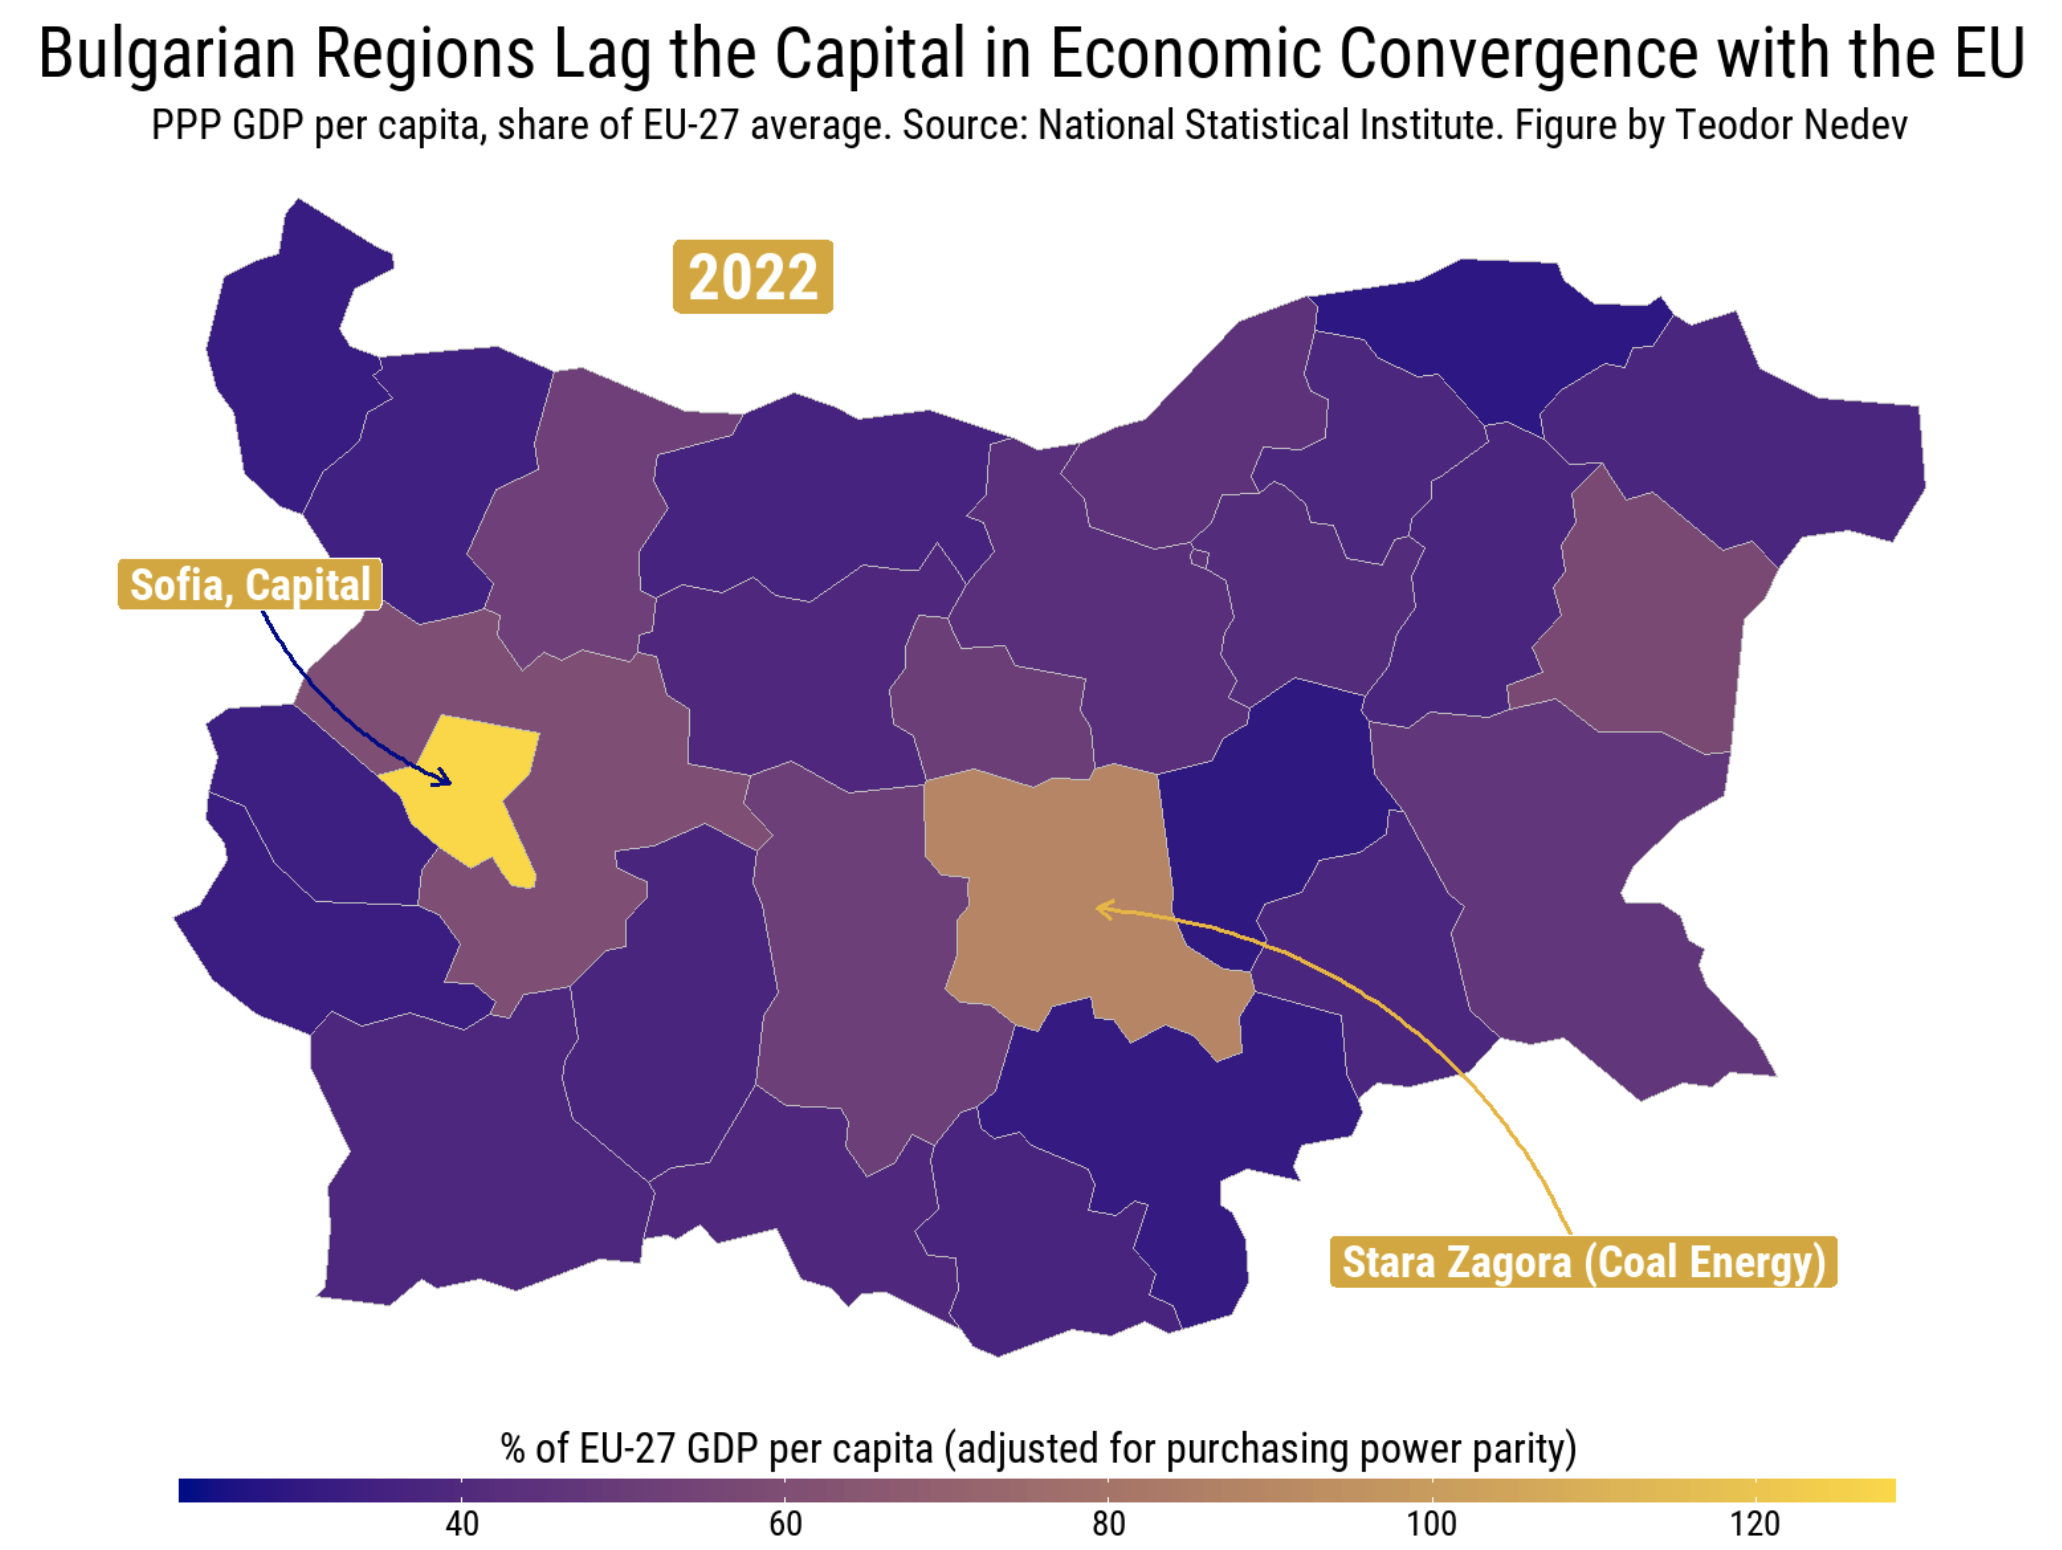 Bulgarian Regions Lag the Capital in Economic Convergence with the EU
PPP GDP per capita, share of EU-27 average. Source: National Statistical Institute. Figure by Teodor Nedev
2022
Sofia, Capital
Stara Zagora (Coal Energy)
% of EU-27 GDP per capita (adjusted for purchasing power parity)
40 60 80 100 120